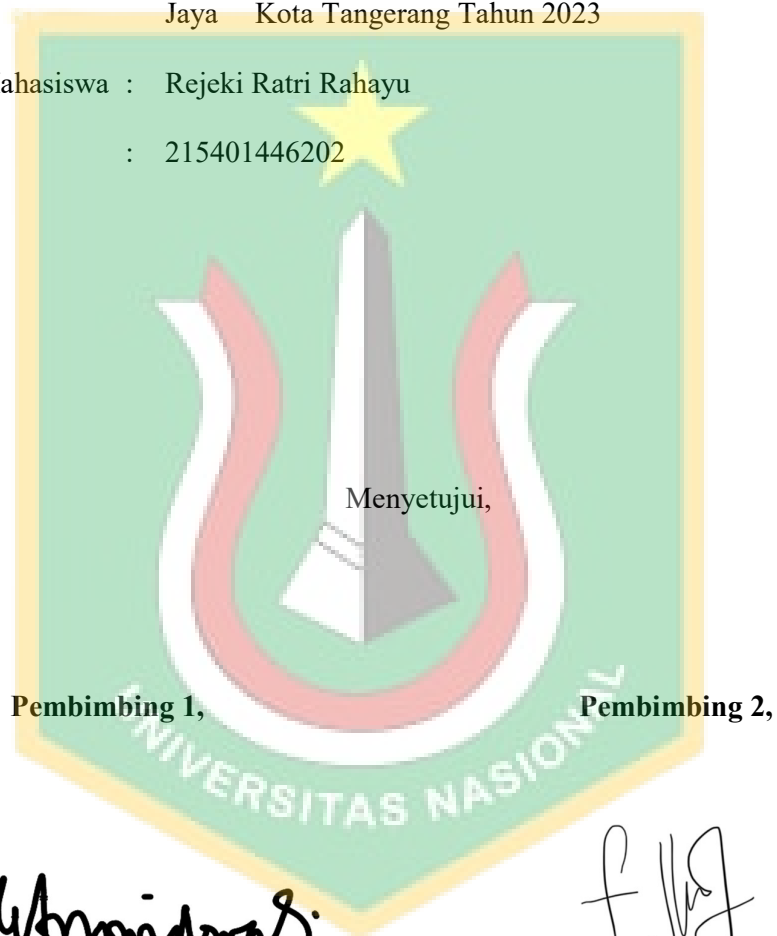 Jaya Kota Tangerang Tahun 2023
ahasiswa : Rejeki Ratri Rahayu
: 215401446202
Menyetujui,
Pembimbing 1, Pembimbing 2,
UNIVERSITAS NASIONAL